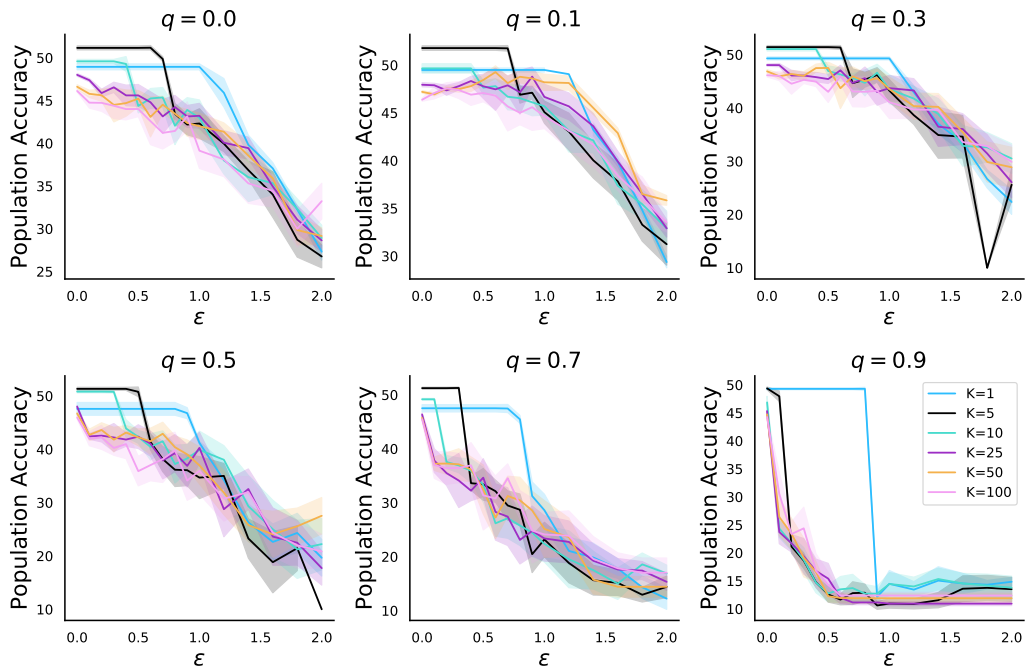 q = 0.0
q = 0.1
q = 0.3
Population Accuracy
50
45
40
35
30
25
0.0 0.5 1.0 1.5 2.0
ε
Population Accuracy
50
45
40
35
30
0.0 0.5 1.0 1.5 2.0
ε
Population Accuracy
50
40
30
20
10
0.0 0.5 1.0 1.5 2.0
ε
q = 0.5
q = 0.7
q = 0.9
Population Accuracy
50
40
30
20
10
0.0 0.5 1.0 1.5 2.0
ε
Population Accuracy
50
40
30
20
10
0.0 0.5 1.0 1.5 2.0
ε
Population Accuracy
50
45
40
35
30
25
20
15
10
0.0 0.5 1.0 1.5 2.0
ε
K=1
K=5
K=10
K=25
K=50
K=100